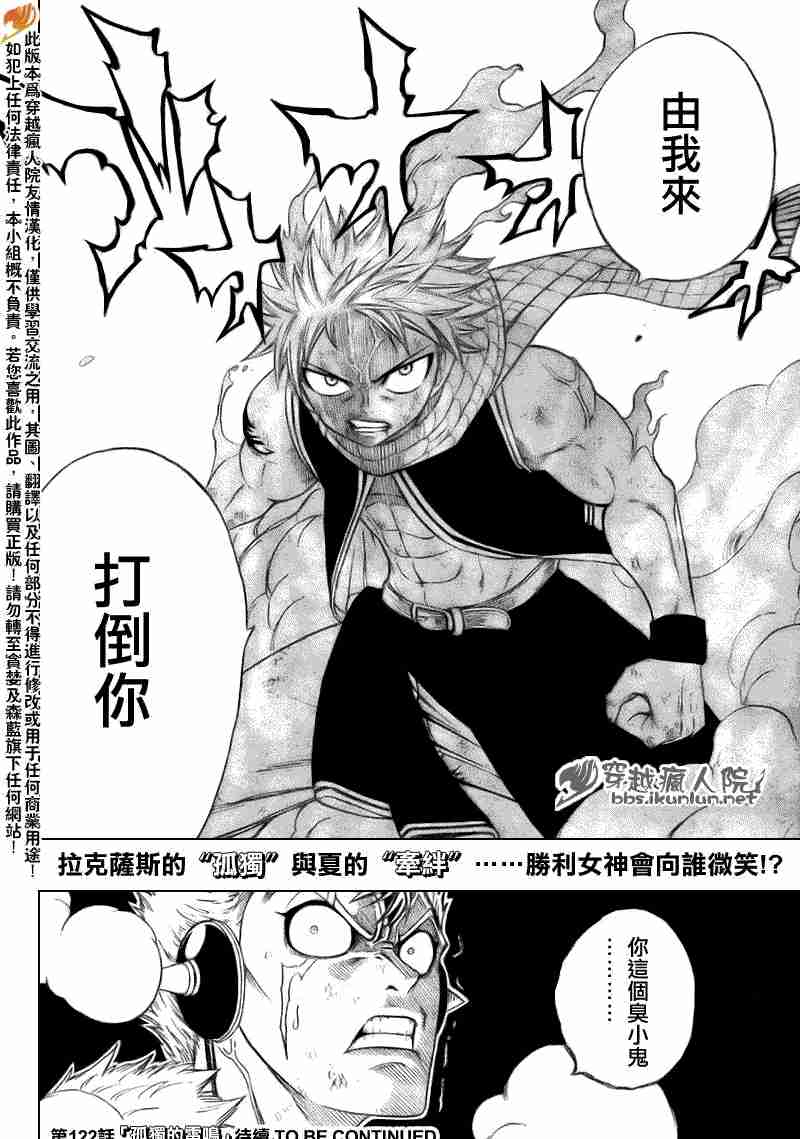 由我來
打倒你
此版本爲穿越瘋人院友情漢化，僅供學習交流之用，其圖、翻譯以及任何部分不得進行修改或用于任何商業用途！
如犯上任何法律責任，本小組概不負責。若您喜歡此作品，請購買正版！請勿轉至貪婪及森藍旗下任何網站！
穿越瘋人院
bbs.ikunlun.net
拉克薩斯的“孤獨”與夏的“牽絆”……勝利女神會向誰微笑!?
你這個臭小鬼…………
第122話「孤獨的雷鳴」待續 TO BE CONTINUED